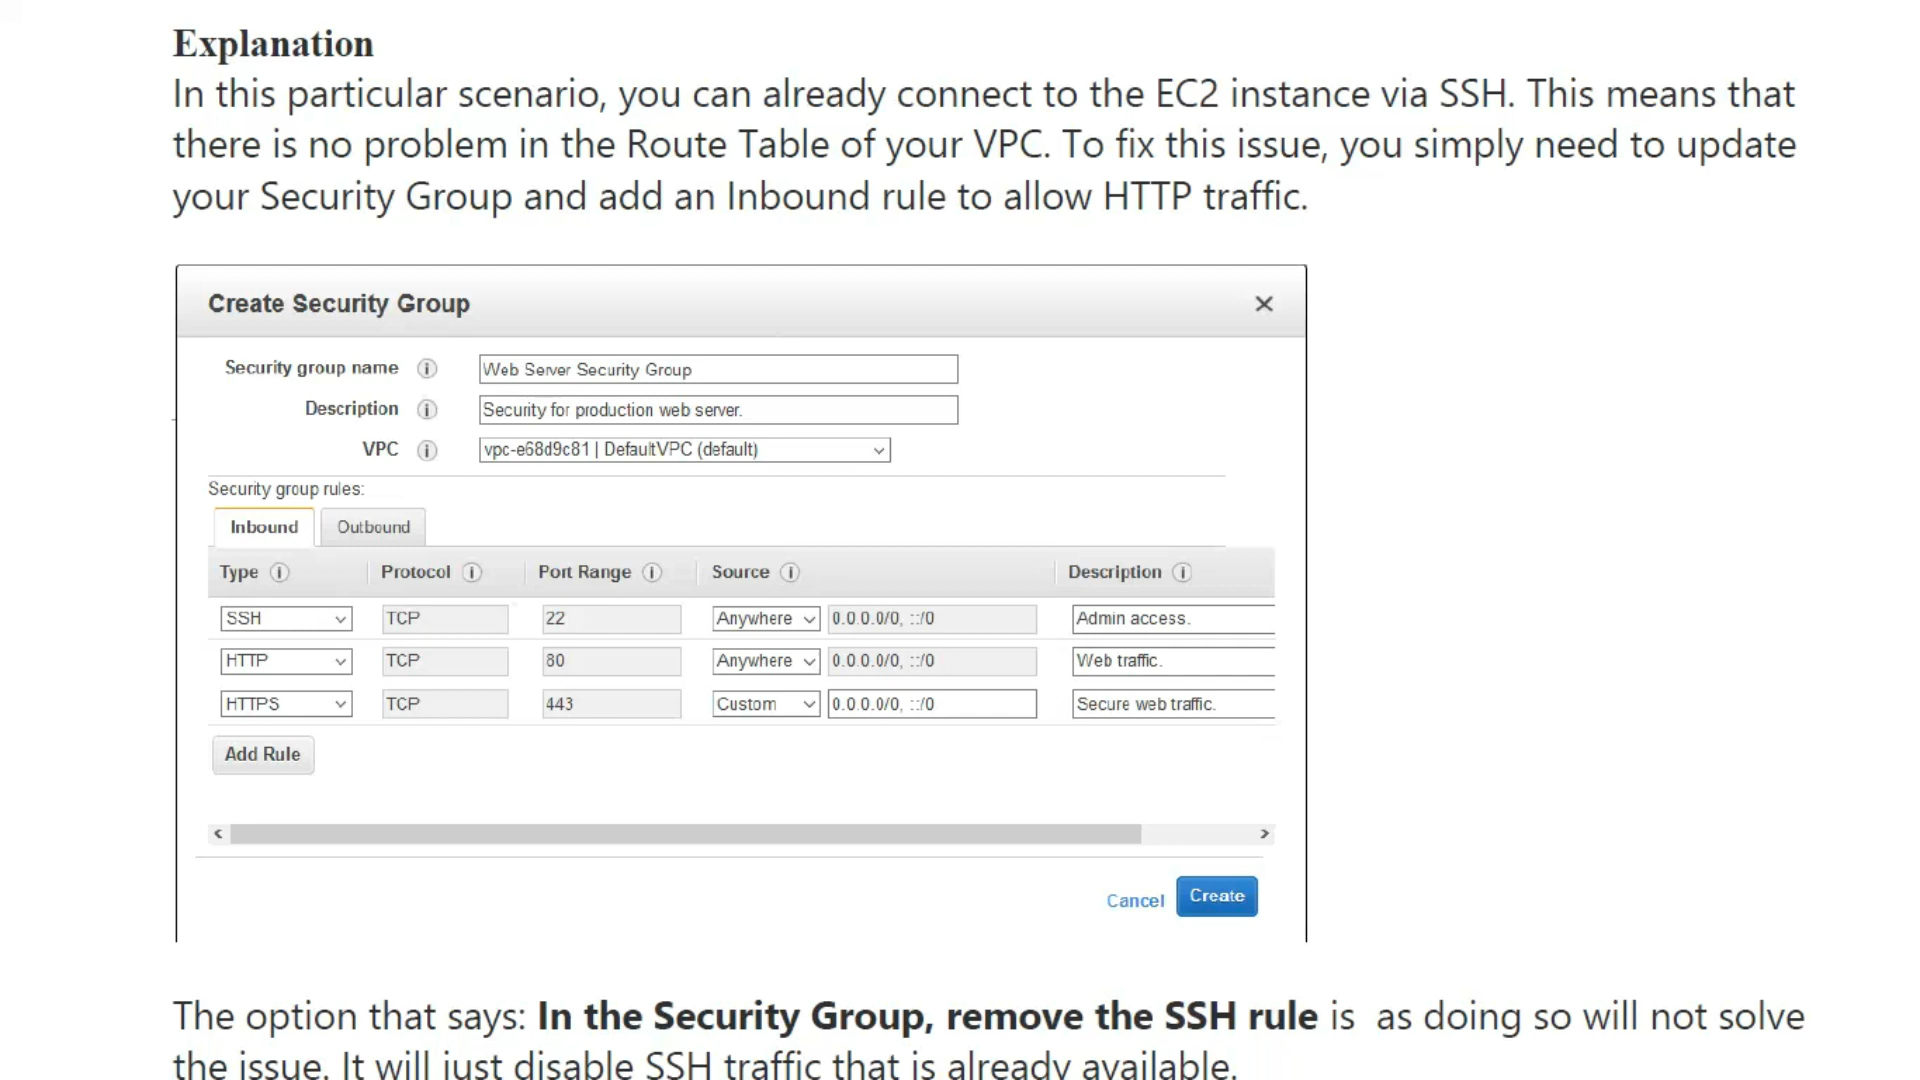 Explanation
In this particular scenario, you can already connect to the EC2 instance via SSH. This means that
there is no problem in the Route Table of your VPC. To fix this issue, you simply need to update
your Security Group and add an Inbound rule to allow HTTP traffic.
Create Security Group
Security group name Web Server Security Group
Description Security for production web server.
VPC vpc-e68d9c81 | DefaultVPC (default)
Security group rules:
Inbound Outbound
Type Protocol Port Range Source Description
SSH TCP 22 Anywhere 0.0.0.0/0, ::/0 Admin access.
HTTP TCP 80 Anywhere 0.0.0.0/0, ::/0 Web traffic.
HTTPS TCP 443 Custom 0.0.0.0/0, ::/0 Secure web traffic.
Add Rule
Cancel Create
The option that says: In the Security Group, remove the SSH rule is as doing so will not solve
the issue. It will just disable SSH traffic that is already available.